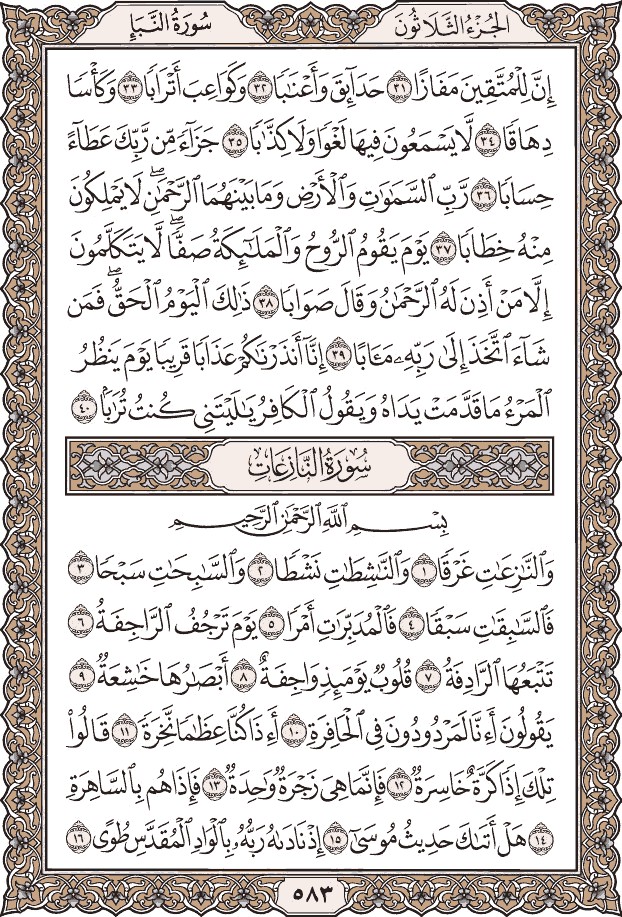 الجُزْءُ الثَّلَاثُونَ
سُورَةُ النَّبَإِ
إِنَّ لِلْمُتَّقِينَ مَفَازًا ٣١ حَدَآئِقَ وَأَعْنَٰبًا ٣٢ وَكَوَاعِبَ أَتْرَابًا ٣٣ وَكَأْسًا
دِهَاقًا ٣٤ لَّا يَسْمَعُونَ فِيهَا لَغْوًا وَلَا كِذَّٰبًا ٣٥ جَزَآءً مِّن رَّبِّكَ عَطَآءً
حِسَابًا ٣٦ رَّبِّ ٱلسَّمَٰوَٰتِ وَٱلْأَرْضِ وَمَا بَيْنَهُمَا ٱلرَّحْمَٰنِۖ لَا يَمْلِكُونَ
مِنْهُ خِطَابًا ٣٧ يَوْمَ يَقُومُ ٱلرُّوحُ وَٱلْمَلَٰٓئِكَةُ صَفًّاۖ لَّا يَتَكَلَّمُونَ
إِلَّا مَنْ أَذِنَ لَهُ ٱلرَّحْمَٰنُ وَقَالَ صَوَابًا ٣٨ ذَٰلِكَ ٱلْيَوْمُ ٱلْحَقُّۖ فَمَن
شَآءَ ٱتَّخَذَ إِلَىٰ رَبِّهِۦ مَـَٔابًا ٣٩ إِنَّآ أَنذَرْنَٰكُمْ عَذَابًا قَرِيبًا يَوْمَ يَنظُرُ
ٱلْمَرْءُ مَا قَدَّمَتْ يَدَاهُ وَيَقُولُ ٱلْكَافِرُ يَٰلَيْتَنِى كُنتُ تُرَٰبًۢا ٤٠
سُورَةُ النَّازِعَاتِ
بِسْمِ ٱللَّهِ ٱلرَّحْمَٰنِ ٱلرَّحِيمِ
وَٱلنَّٰزِعَٰتِ غَرْقًا ١ وَٱلنَّٰشِطَٰتِ نَشْطًا ٢ وَٱلسَّٰبِحَٰتِ سَبْحًا ٣
فَٱلسَّٰبِقَٰتِ سَبْقًا ٤ فَٱلْمُدَبِّرَٰتِ أَمْرًا ٥ يَوْمَ تَرْجُفُ ٱلرَّاجِفَةُ ٦
تَتْبَعُهَا ٱلرَّادِفَةُ ٧ قُلُوبٌ يَوْمَئِذٍ وَاجِفَةٌ ٨ أَبْصَٰرُهَا خَٰشِعَةٌ ٩
يَقُولُونَ أَءِنَّا لَمَرْدُودُونَ فِى ٱلْحَافِرَةِ ١٠ أَءِذَا كُنَّا عِظَٰمًا نَّخِرَةً ١١ قَالُوا۟
تِلْكَ إِذًا كَرَّةٌ خَاسِرَةٌ ١٢ فَإِنَّمَا هِىَ زَجْرَةٌ وَٰحِدَةٌ ١٣ فَإِذَا هُم بِٱلسَّاهِرَةِ
١٤ هَلْ أَتَىٰكَ حَدِيثُ مُوسَىٰٓ ١٥ إِذْ نَادَىٰهُ رَبُّهُۥ بِٱلْوَادِ ٱلْمُقَدَّسِ طُوًى ١٦
٥٨٣